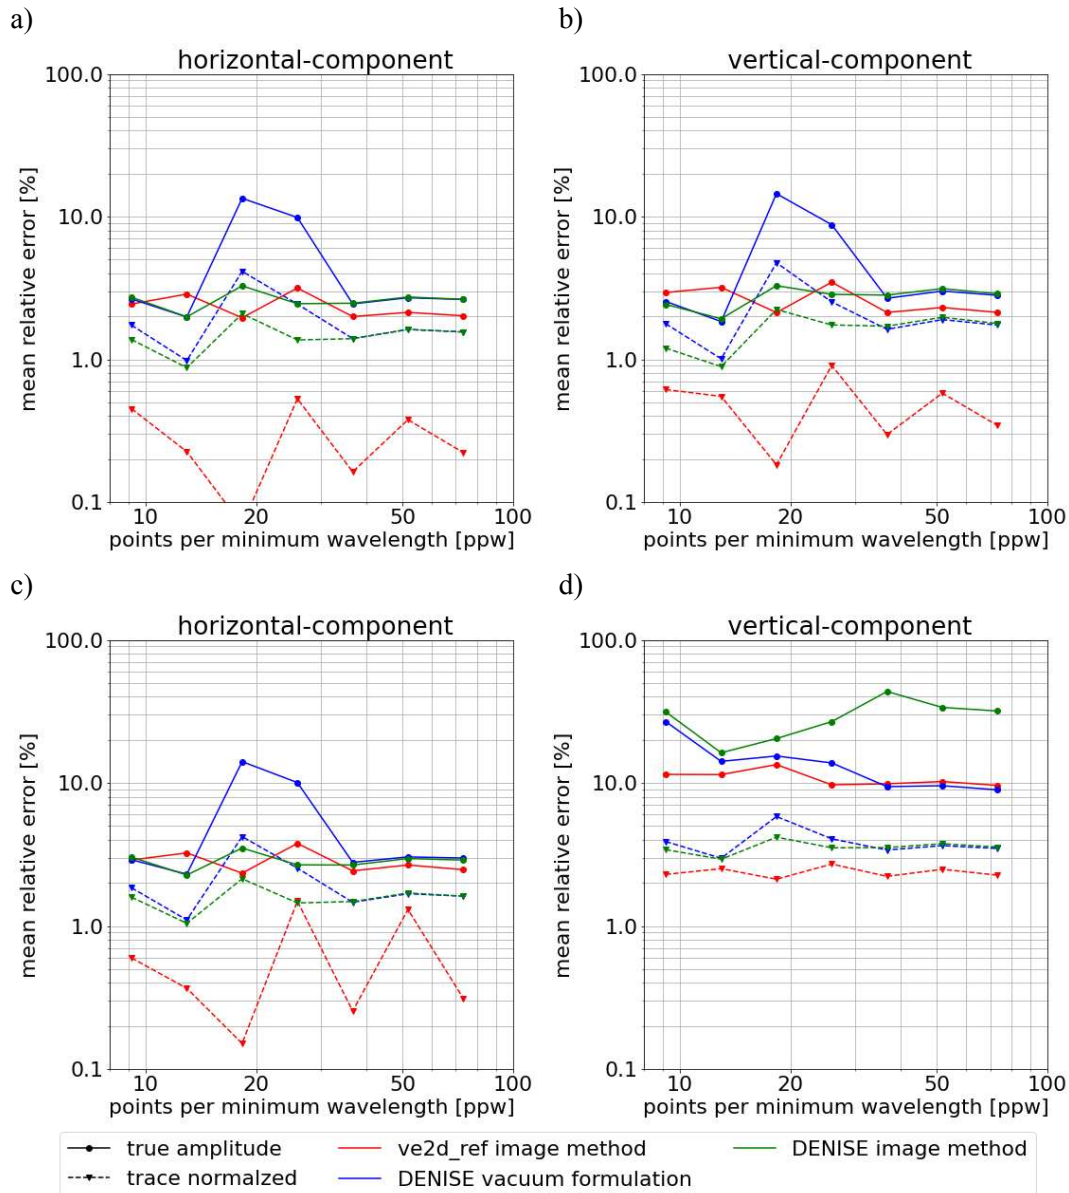 a)
b)
horizontal-component
vertical-component
100.0
10.0
1.0
0.1
mean relative error [%]
10 20 50 100
points per minimum wavelength [ppw]
100.0
10.0
1.0
0.1
mean relative error [%]
10 20 50 100
points per minimum wavelength [ppw]
c)
d)
horizontal-component
vertical-component
100.0
10.0
1.0
0.1
mean relative error [%]
10 20 50 100
points per minimum wavelength [ppw]
100.0
10.0
1.0
0.1
mean relative error [%]
10 20 50 100
points per minimum wavelength [ppw]
true amplitude
ve2d_ref image method
DENISE image method
trace normalzed
DENISE vacuum formulation